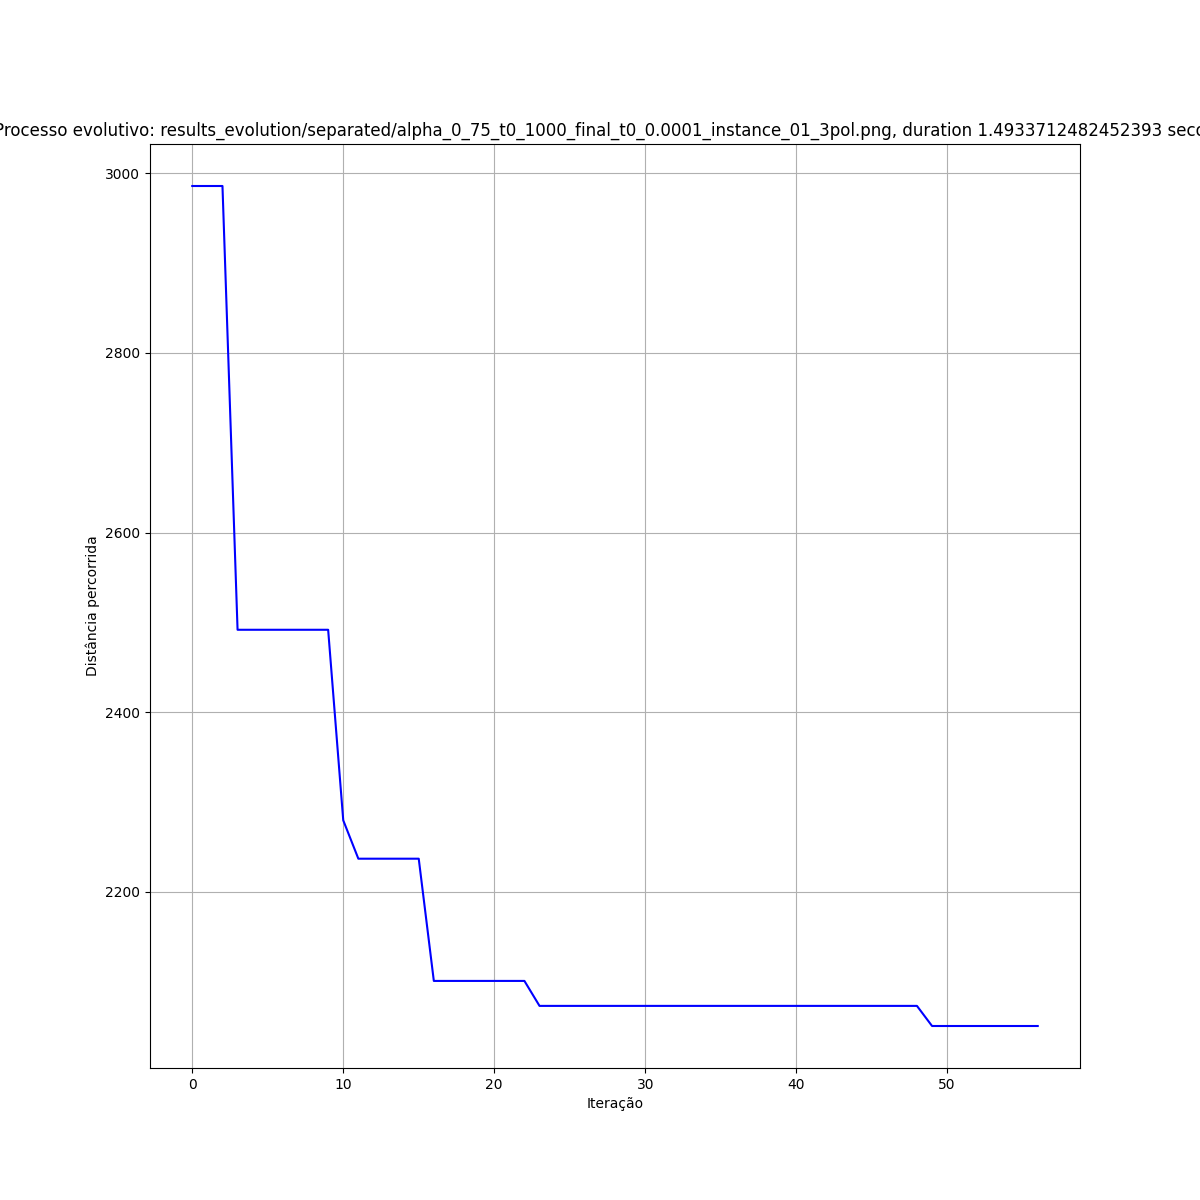 Processo evolutivo: results_evolution/separated/alpha_0_75_t0_1000_final_t0_0.0001_instance_01_3pol.png, duration 1.4933712482452393 seco
3000
2800
2600
2400
2200
Distância percorrida
0 10 20 30 40 50
Iteração